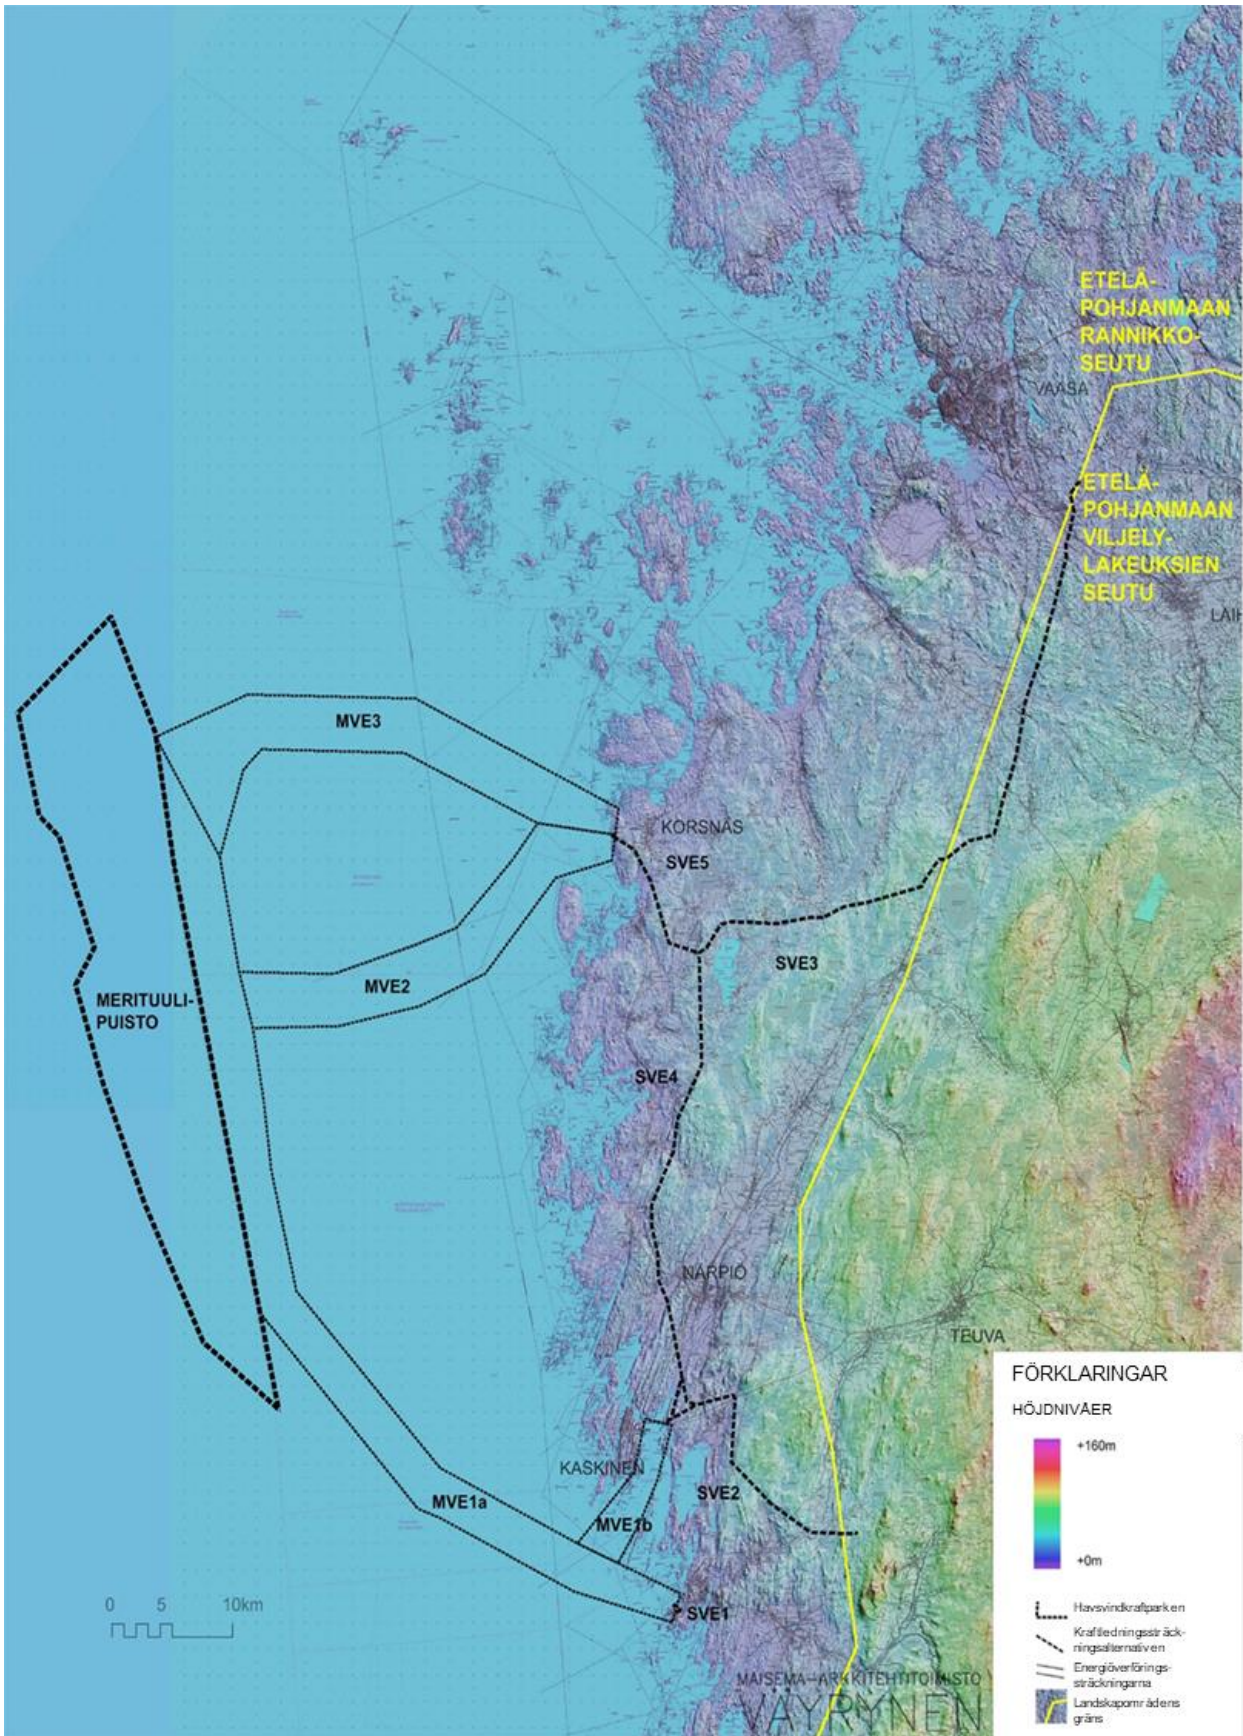 ETELÄ-
POHJANMAAN
RANNIKKO-
SEUTU
VAASA
ETELÄ-
POHJANMAAN
VILJELY-
LAKEUKSIEN
SEUTU
LAIH
MVE3
KORSNÄS
SVE5
SVE3
MVE2
MERITUULI-
PUISTO
SVE4
NÄRPIÖ
TEUVA
KASKINEN
SVE2
MVE1a
MVE1b
SVE1
0 5 10km
MAISEMA-ARKKITEHTITOIMISTO
VÄYRYNEN
FÖRKLARINGAR
HÖJDNIVÅER
+160m
+0m
Havsvindkraftparken
Kraftledningssträck-
ningsalternativen
Energiöverförings-
sträckningarna
Landskapområdens
gräns